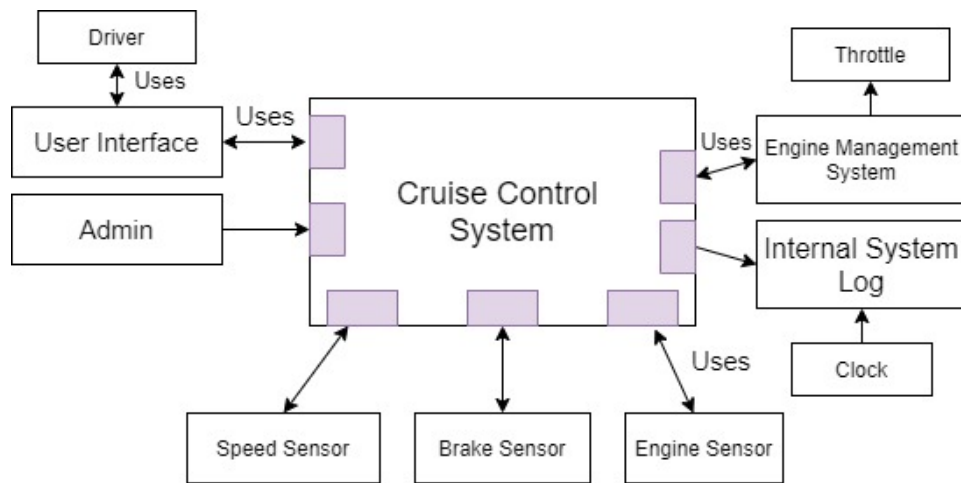 Driver
Uses
User Interface
Uses
Admin
Cruise Control
System
Throttle
Uses
Engine Management
System
Internal System
Log
Clock
Uses
Speed Sensor
Brake Sensor
Engine Sensor